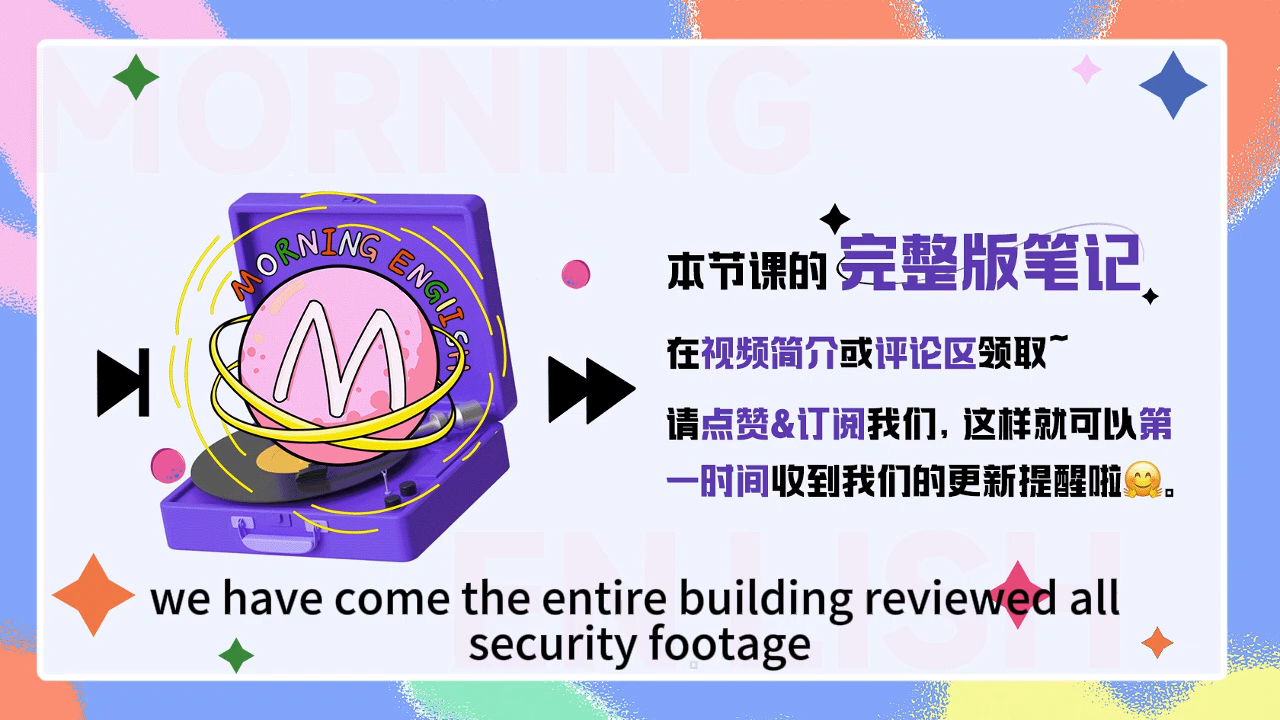 MORNING
MORNING ENGLISH
M
本节课的 完整版笔记
在视频简介或评论区领取~
请点赞&订阅我们, 这样就可以第
一时间收到我们的更新提醒啦🤗。
ENGLISH
we have come the entire building reviewed all
security footage